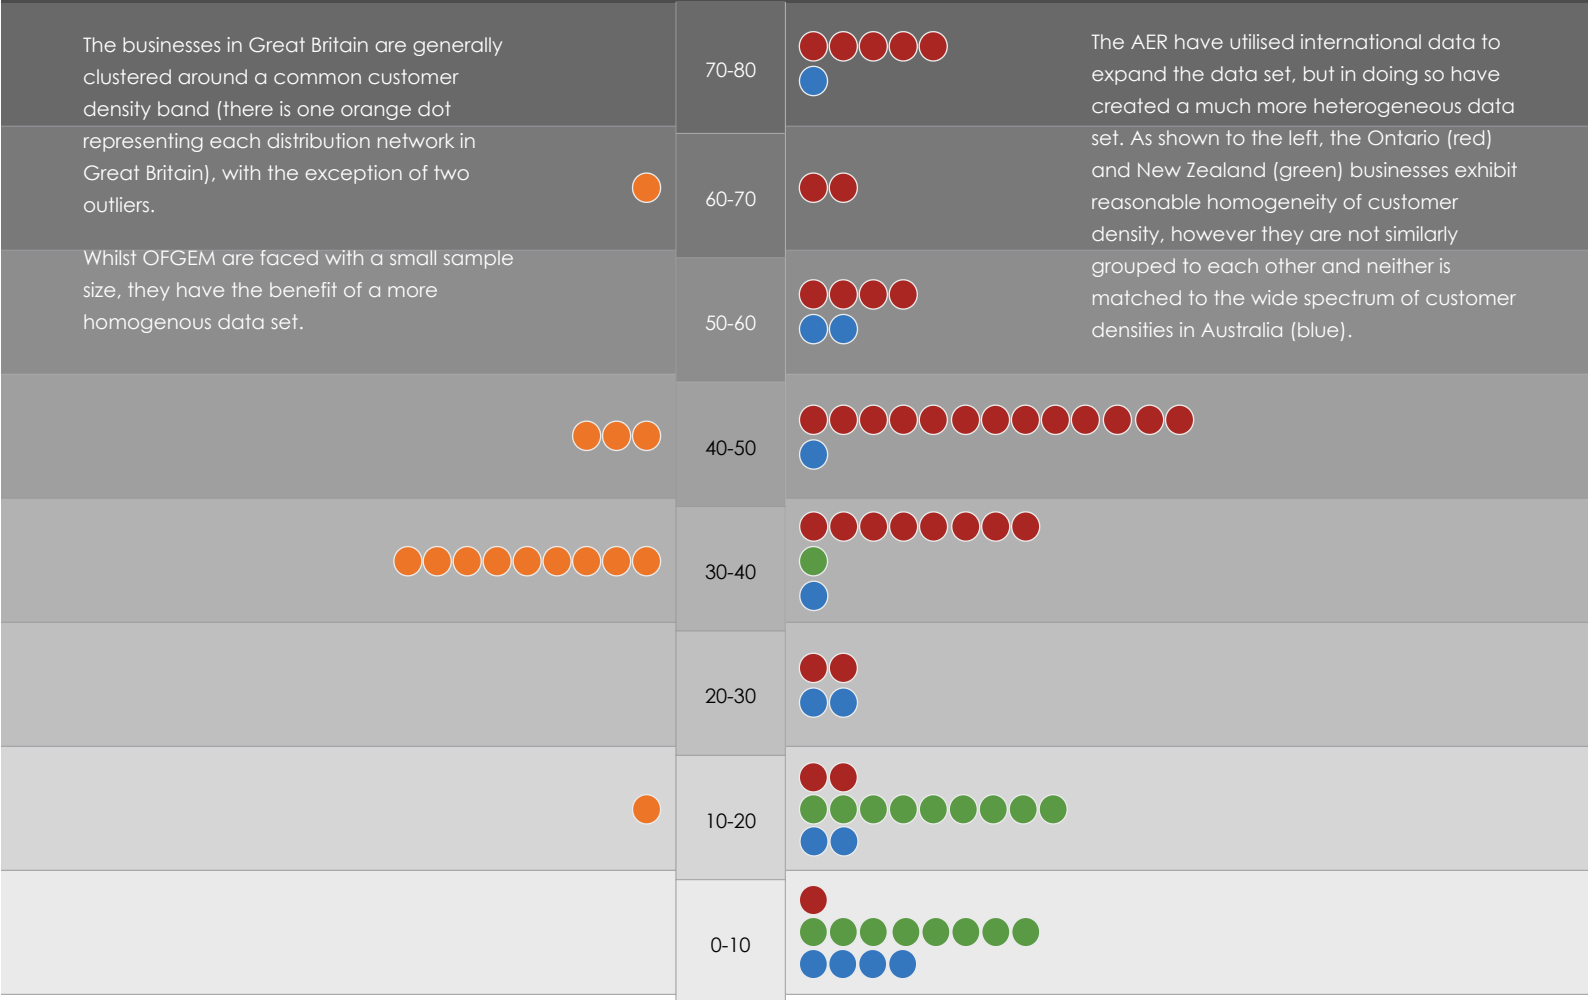 The businesses in Great Britain are generally
clustered around a common customer
density band (there is one orange dot
representing each distribution network in
Great Britain), with the exception of two
outliers.
Whilst OFGEM are faced with a small sample
size, they have the benefit of a more
homogenous data set.
70-80
60-70
50-60
40-50
30-40
20-30
10-20
0-10
The AER have utilised international data to
expand the data set, but in doing so have
created a much more heterogeneous data
set. As shown to the left, the Ontario (red)
and New Zealand (green) businesses exhibit
reasonable homogeneity of customer
density, however they are not similarly
grouped to each other and neither is
matched to the wide spectrum of customer
densities in Australia (blue).